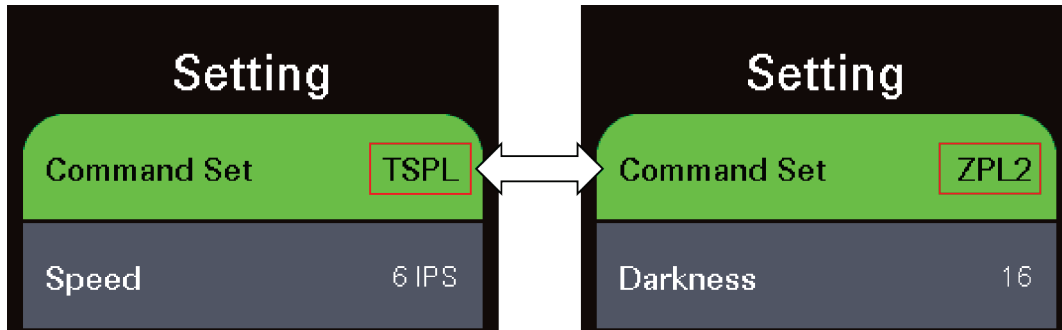 Setting
Command Set TSPL
Speed 6 IPS
Setting
Command Set ZPL2
Darkness 16